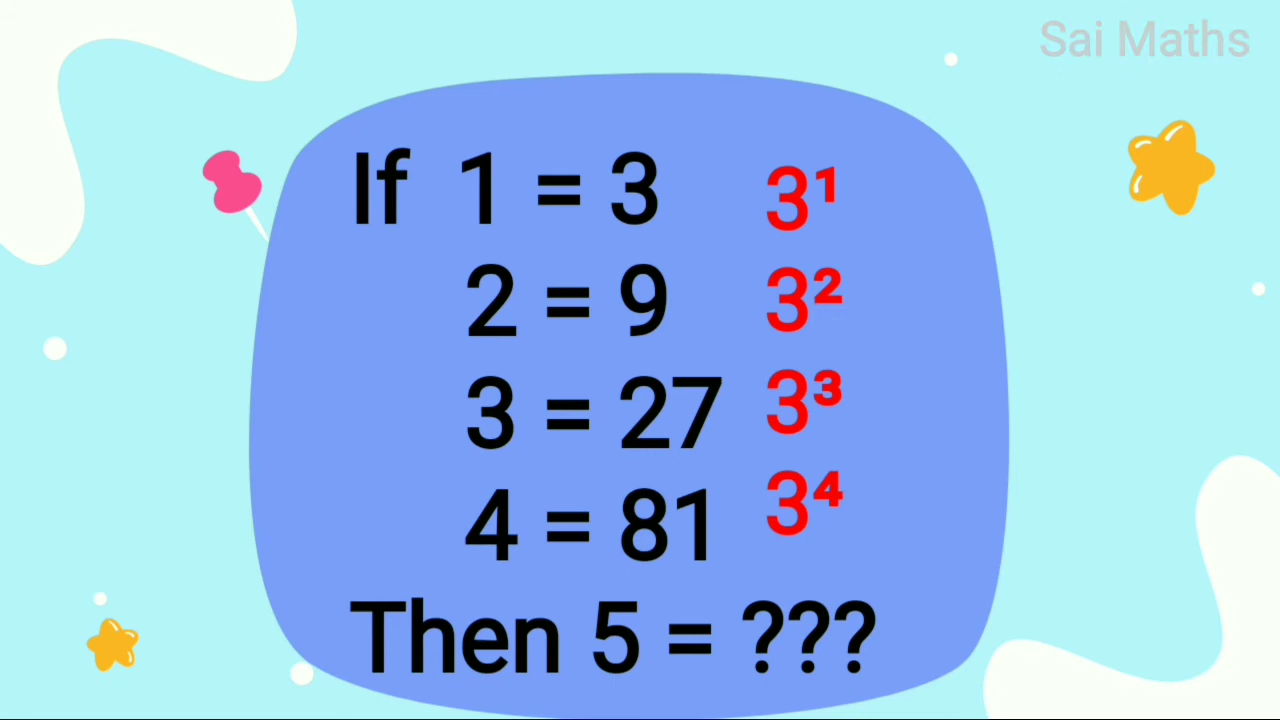 Sai Maths
If 1 = 3 3¹
2 = 9 3²
3 = 27 3³
4 = 81 3⁴
Then 5 = ???